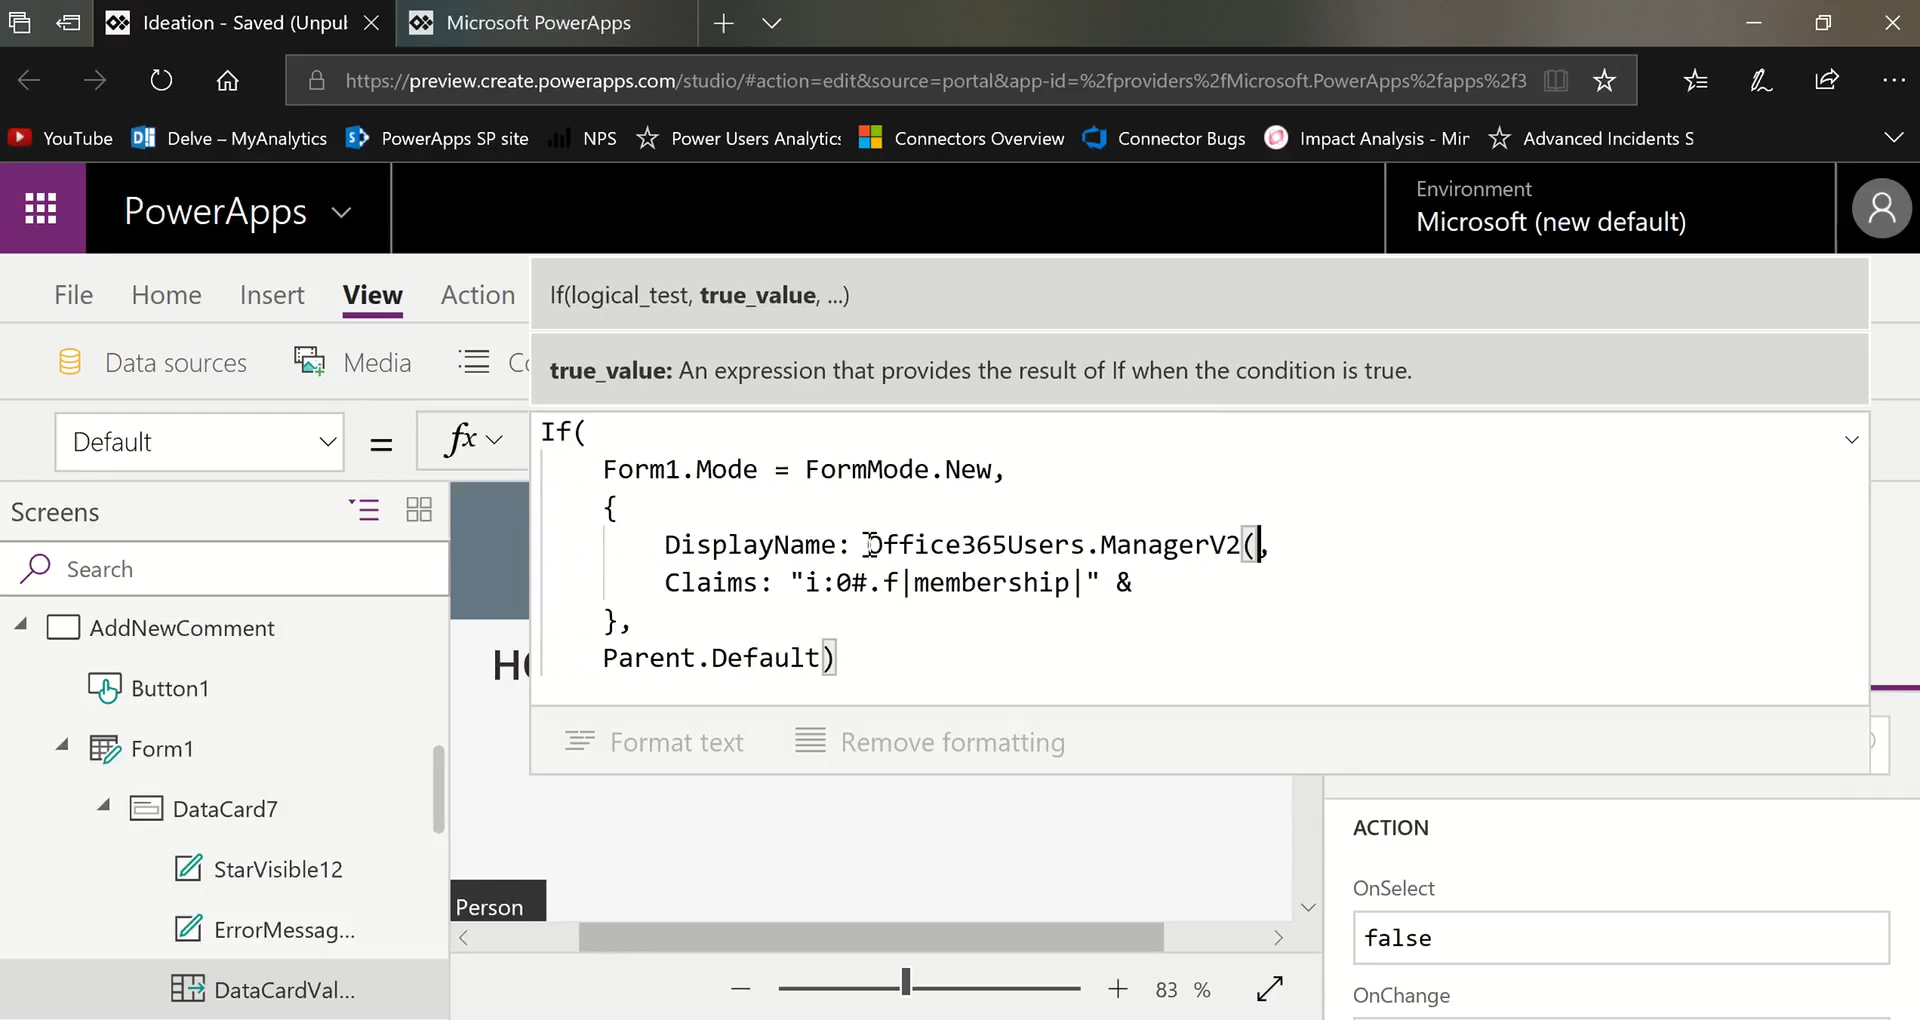 Ideation - Saved (Unpul
Microsoft PowerApps
https://preview.create.powerapps.com/studio/#action=edit&source=portal&app-id=%2fproviders%2fMicrosoft.PowerApps%2fapps%2f3
YouTube
Delve – MyAnalytics
PowerApps SP site
NPS
Power Users Analytics
Connectors Overview
Connector Bugs
Impact Analysis - Mir
Advanced Incidents S
PowerApps
Environment
Microsoft (new default)
File
Home
Insert
View
Action
If(logical_test, true_value, ...)
Data sources
Media
true_value: An expression that provides the result of If when the condition is true.
Default
=
fx
If(
Form1.Mode = FormMode.New,
{
DisplayName: Office365Users.ManagerV2(,
Claims: "i:0#.f|membership|" &
},
Parent.Default)
Format text
Remove formatting
Screens
Search
AddNewComment
Button1
Form1
DataCard7
StarVisible12
ErrorMessag...
DataCardVal...
Person
83 %
ACTION
OnSelect
false
OnChange